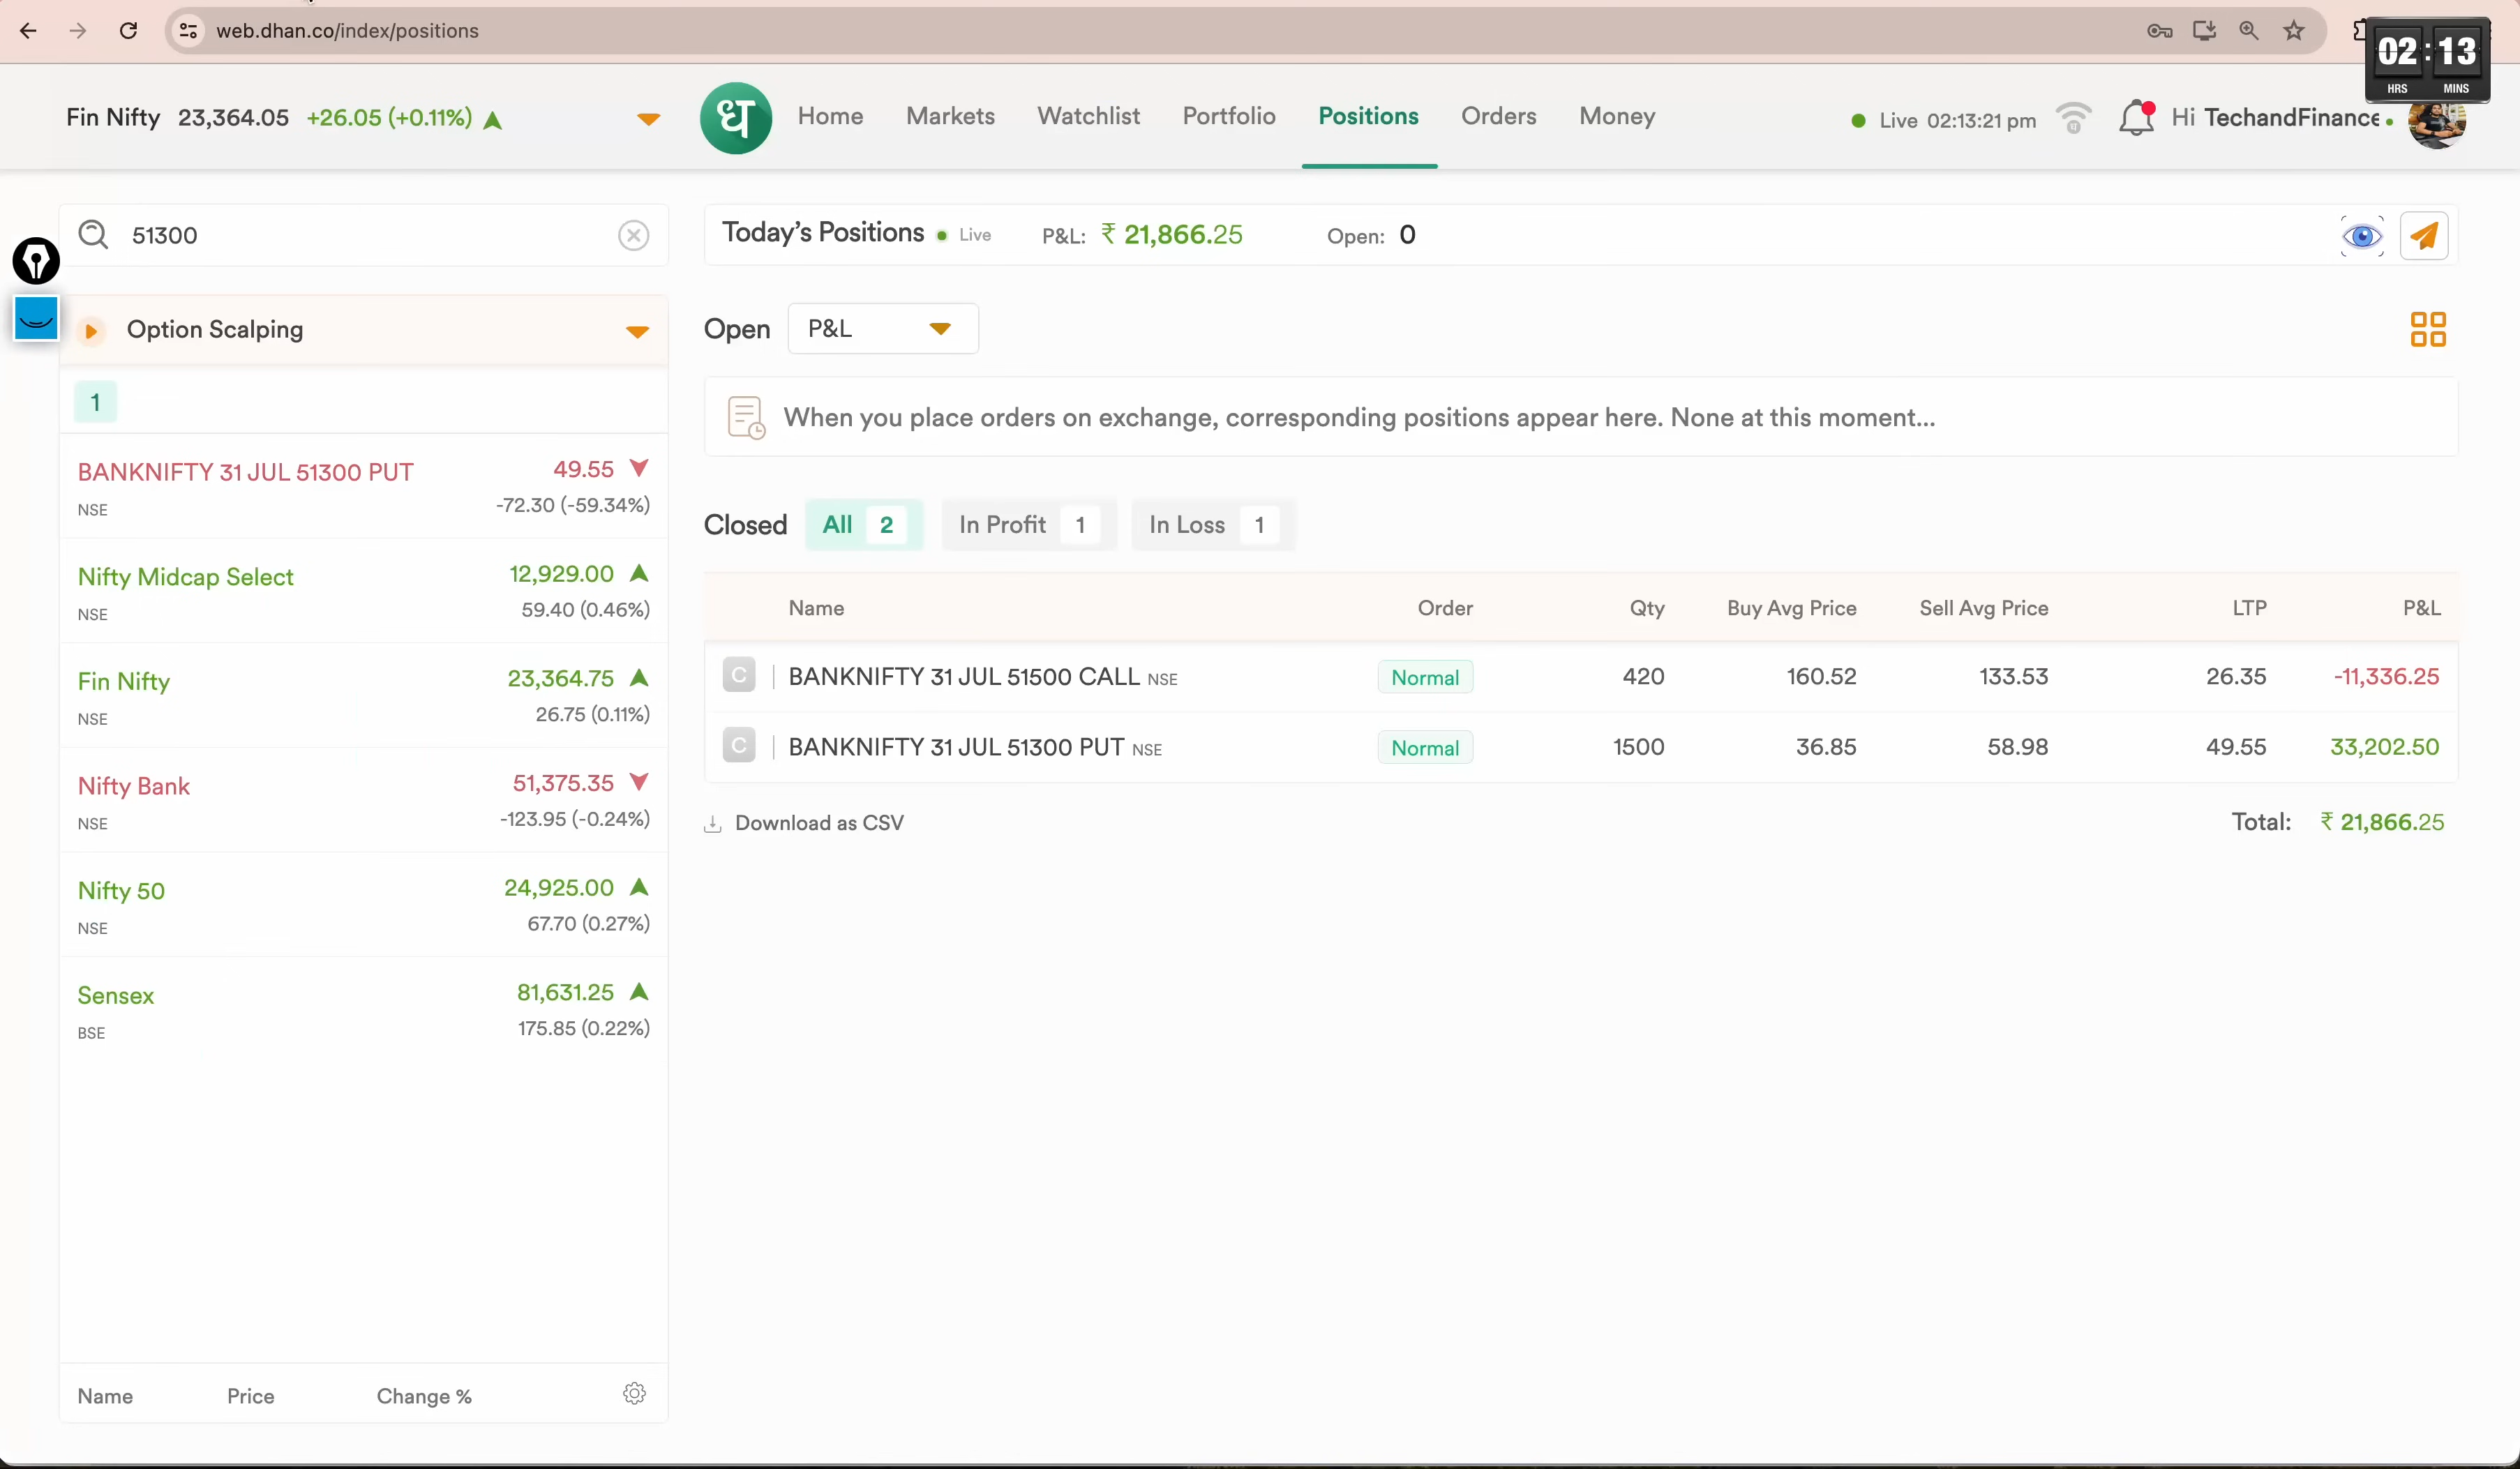 web.dhan.co/index/positions
02:13
HRS MINS
Fin Nifty 23,364.05 +26.05 (+0.11%)
ध Home Markets Watchlist Portfolio Positions Orders Money
Live 02:13:21 pm Hi TechandFinance
51300
Today's Positions Live P&L: ₹ 21,866.25 Open: 0
Option Scalping
1
BANKNIFTY 31 JUL 51300 PUT 49.55
NSE -72.30 (-59.34%)
Nifty Midcap Select 12,929.00
NSE 59.40 (0.46%)
Fin Nifty 23,364.75
NSE 26.75 (0.11%)
Nifty Bank 51,375.35
NSE -123.95 (-0.24%)
Nifty 50 24,925.00
NSE 67.70 (0.27%)
Sensex 81,631.25
BSE 175.85 (0.22%)
Name Price Change %
Open P&L
When you place orders on exchange, corresponding positions appear here. None at this moment...
Closed All 2 In Profit 1 In Loss 1
Name Order Qty Buy Avg Price Sell Avg Price LTP P&L
C BANKNIFTY 31 JUL 51500 CALL NSE Normal 420 160.52 133.53 26.35 -11,336.25
C BANKNIFTY 31 JUL 51300 PUT NSE Normal 1500 36.85 58.98 49.55 33,202.50
Download as CSV Total: ₹ 21,866.25